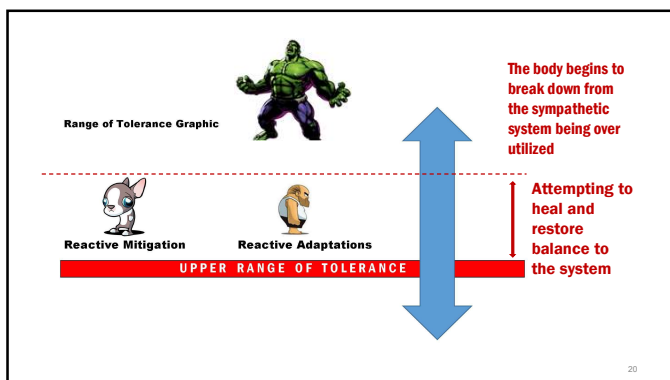 The body begins to
break down from
the sympathetic
system being over
utilized
Range of Tolerance Graphic
Attempting to
heal and
restore
balance to
the system
Reactive Mitigation
Reactive Adaptations
UPPER RANGE OF TOLERANCE
20